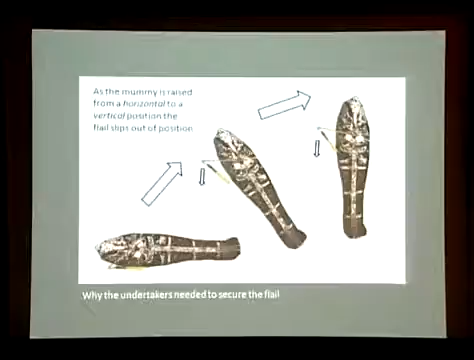 As the mummy is raised
from a horizontal to a
vertical position the
flail slips out of position
Why the undertakers needed to secure the flail